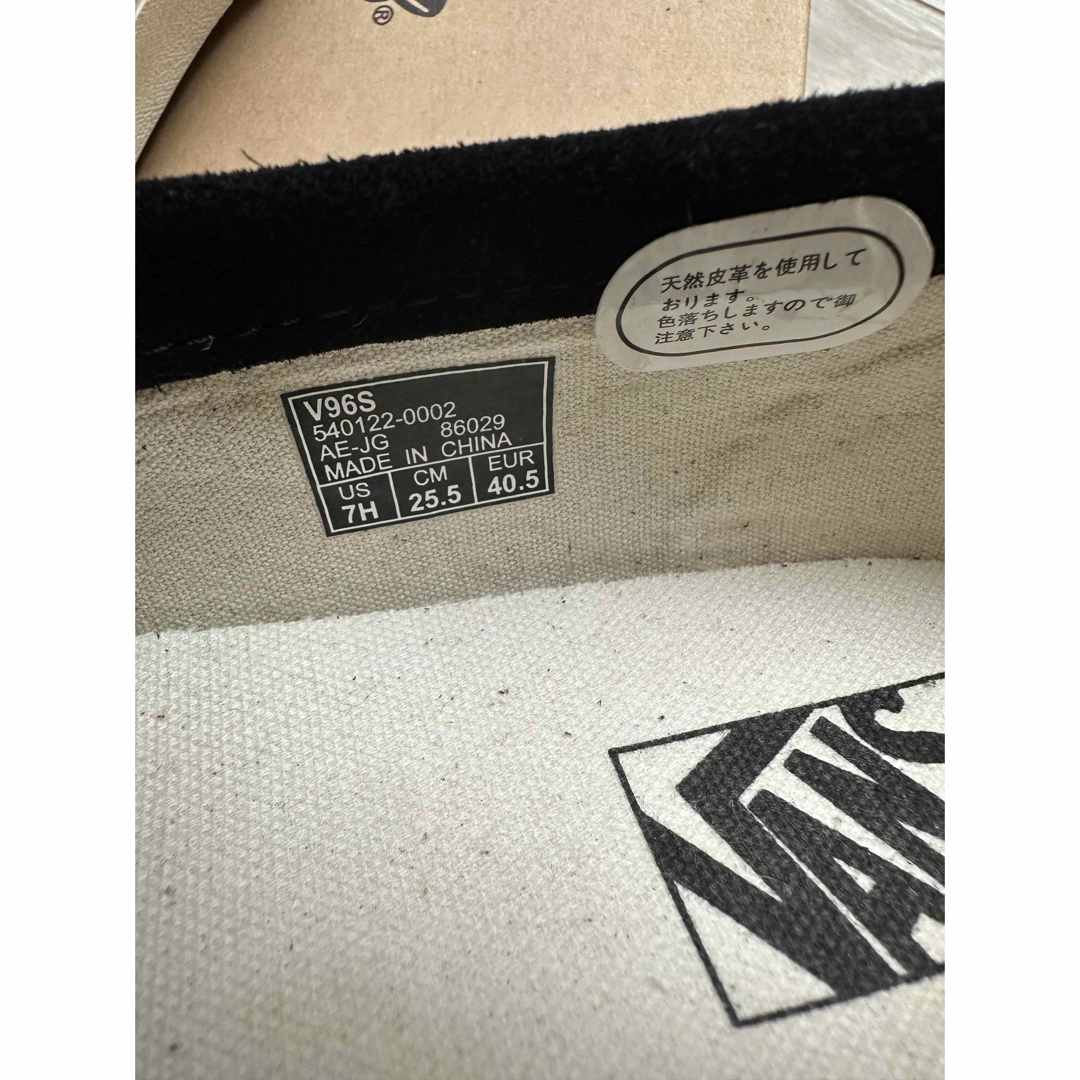 ®
天然皮革を使用して
おります。
色落ちしますので御
注意下さい。
V96S
540122-0002
AE-JG 86029
MADE IN CHINA
US CM EUR
7H 25.5 40.5
VANS